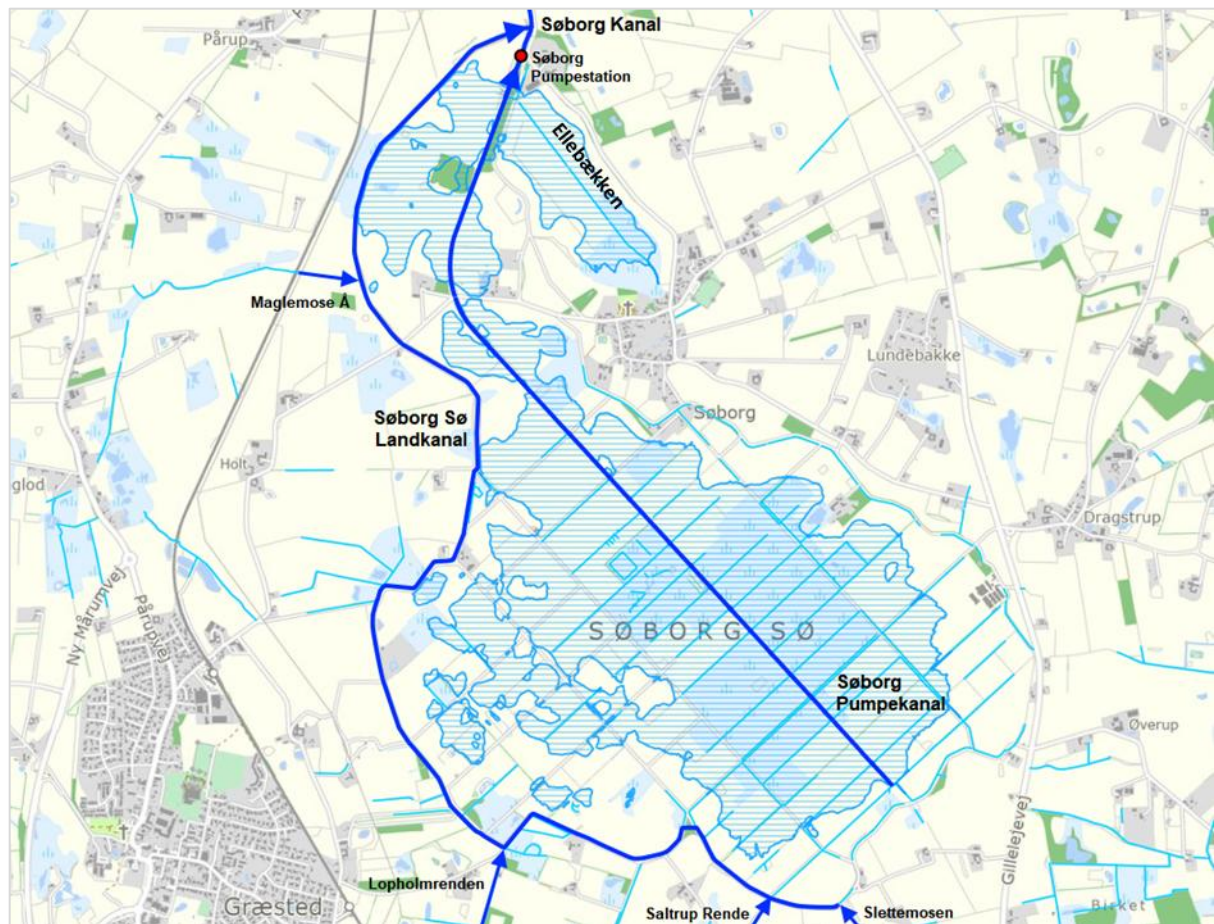 Søborg Kanal
Pårup
Søborg
Pumpestation
Ellebækken
Maglemose Å
Lundebakke
Søborg Sø
Landkanal
Søborg
Holt
glod
Dragstrup
Ny Mårumvej
Pårupvej
SØBORG SØ
Søborg
Pumpekanal
Øverup
Gillelejevej
Lopholmrenden
Græsted
Saltrup Rende
Slettemosen
Birket